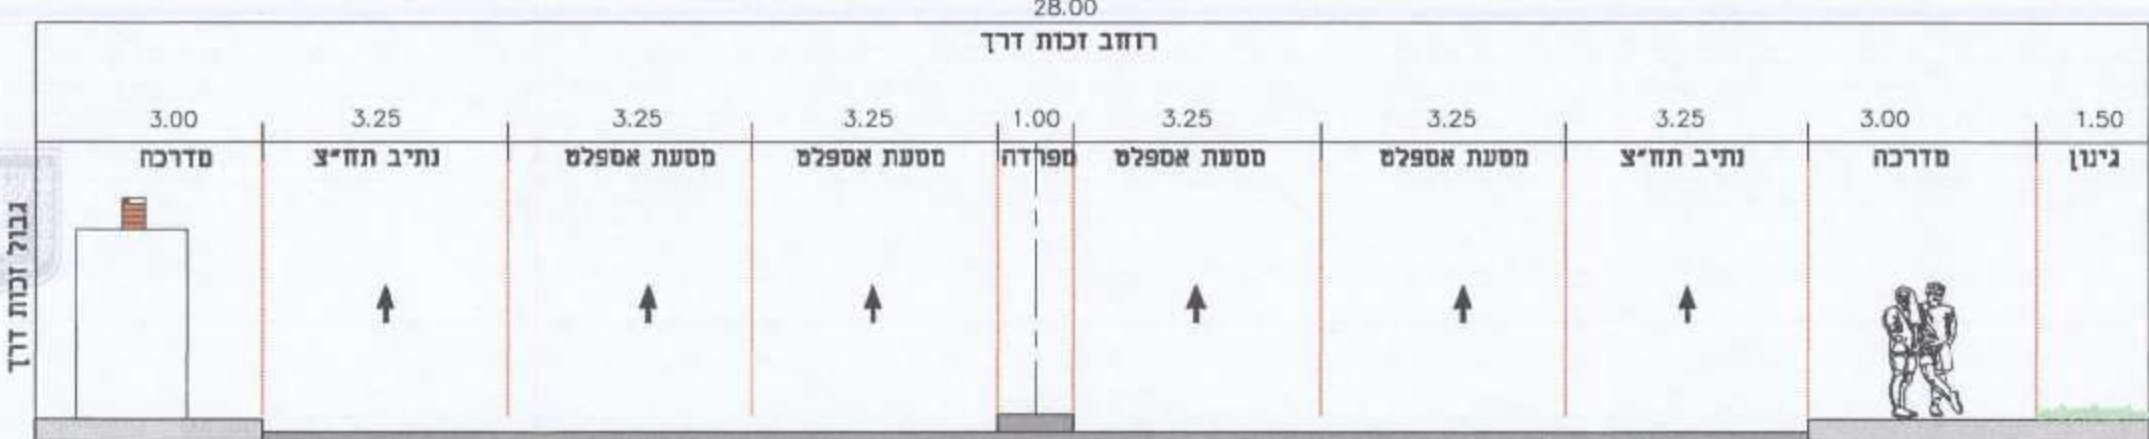 28.00
רוחב זכות דרך
3.00 3.25 3.25 3.25 1.00 3.25 3.25 3.25 3.00 1.50
מדרכה נתיב תח״צ מסעת אספלט מסעת אספלט מפרדה מסעת אספלט מסעת אספלט נתיב תח״צ מדרכה גינון
גבול זכות דרך